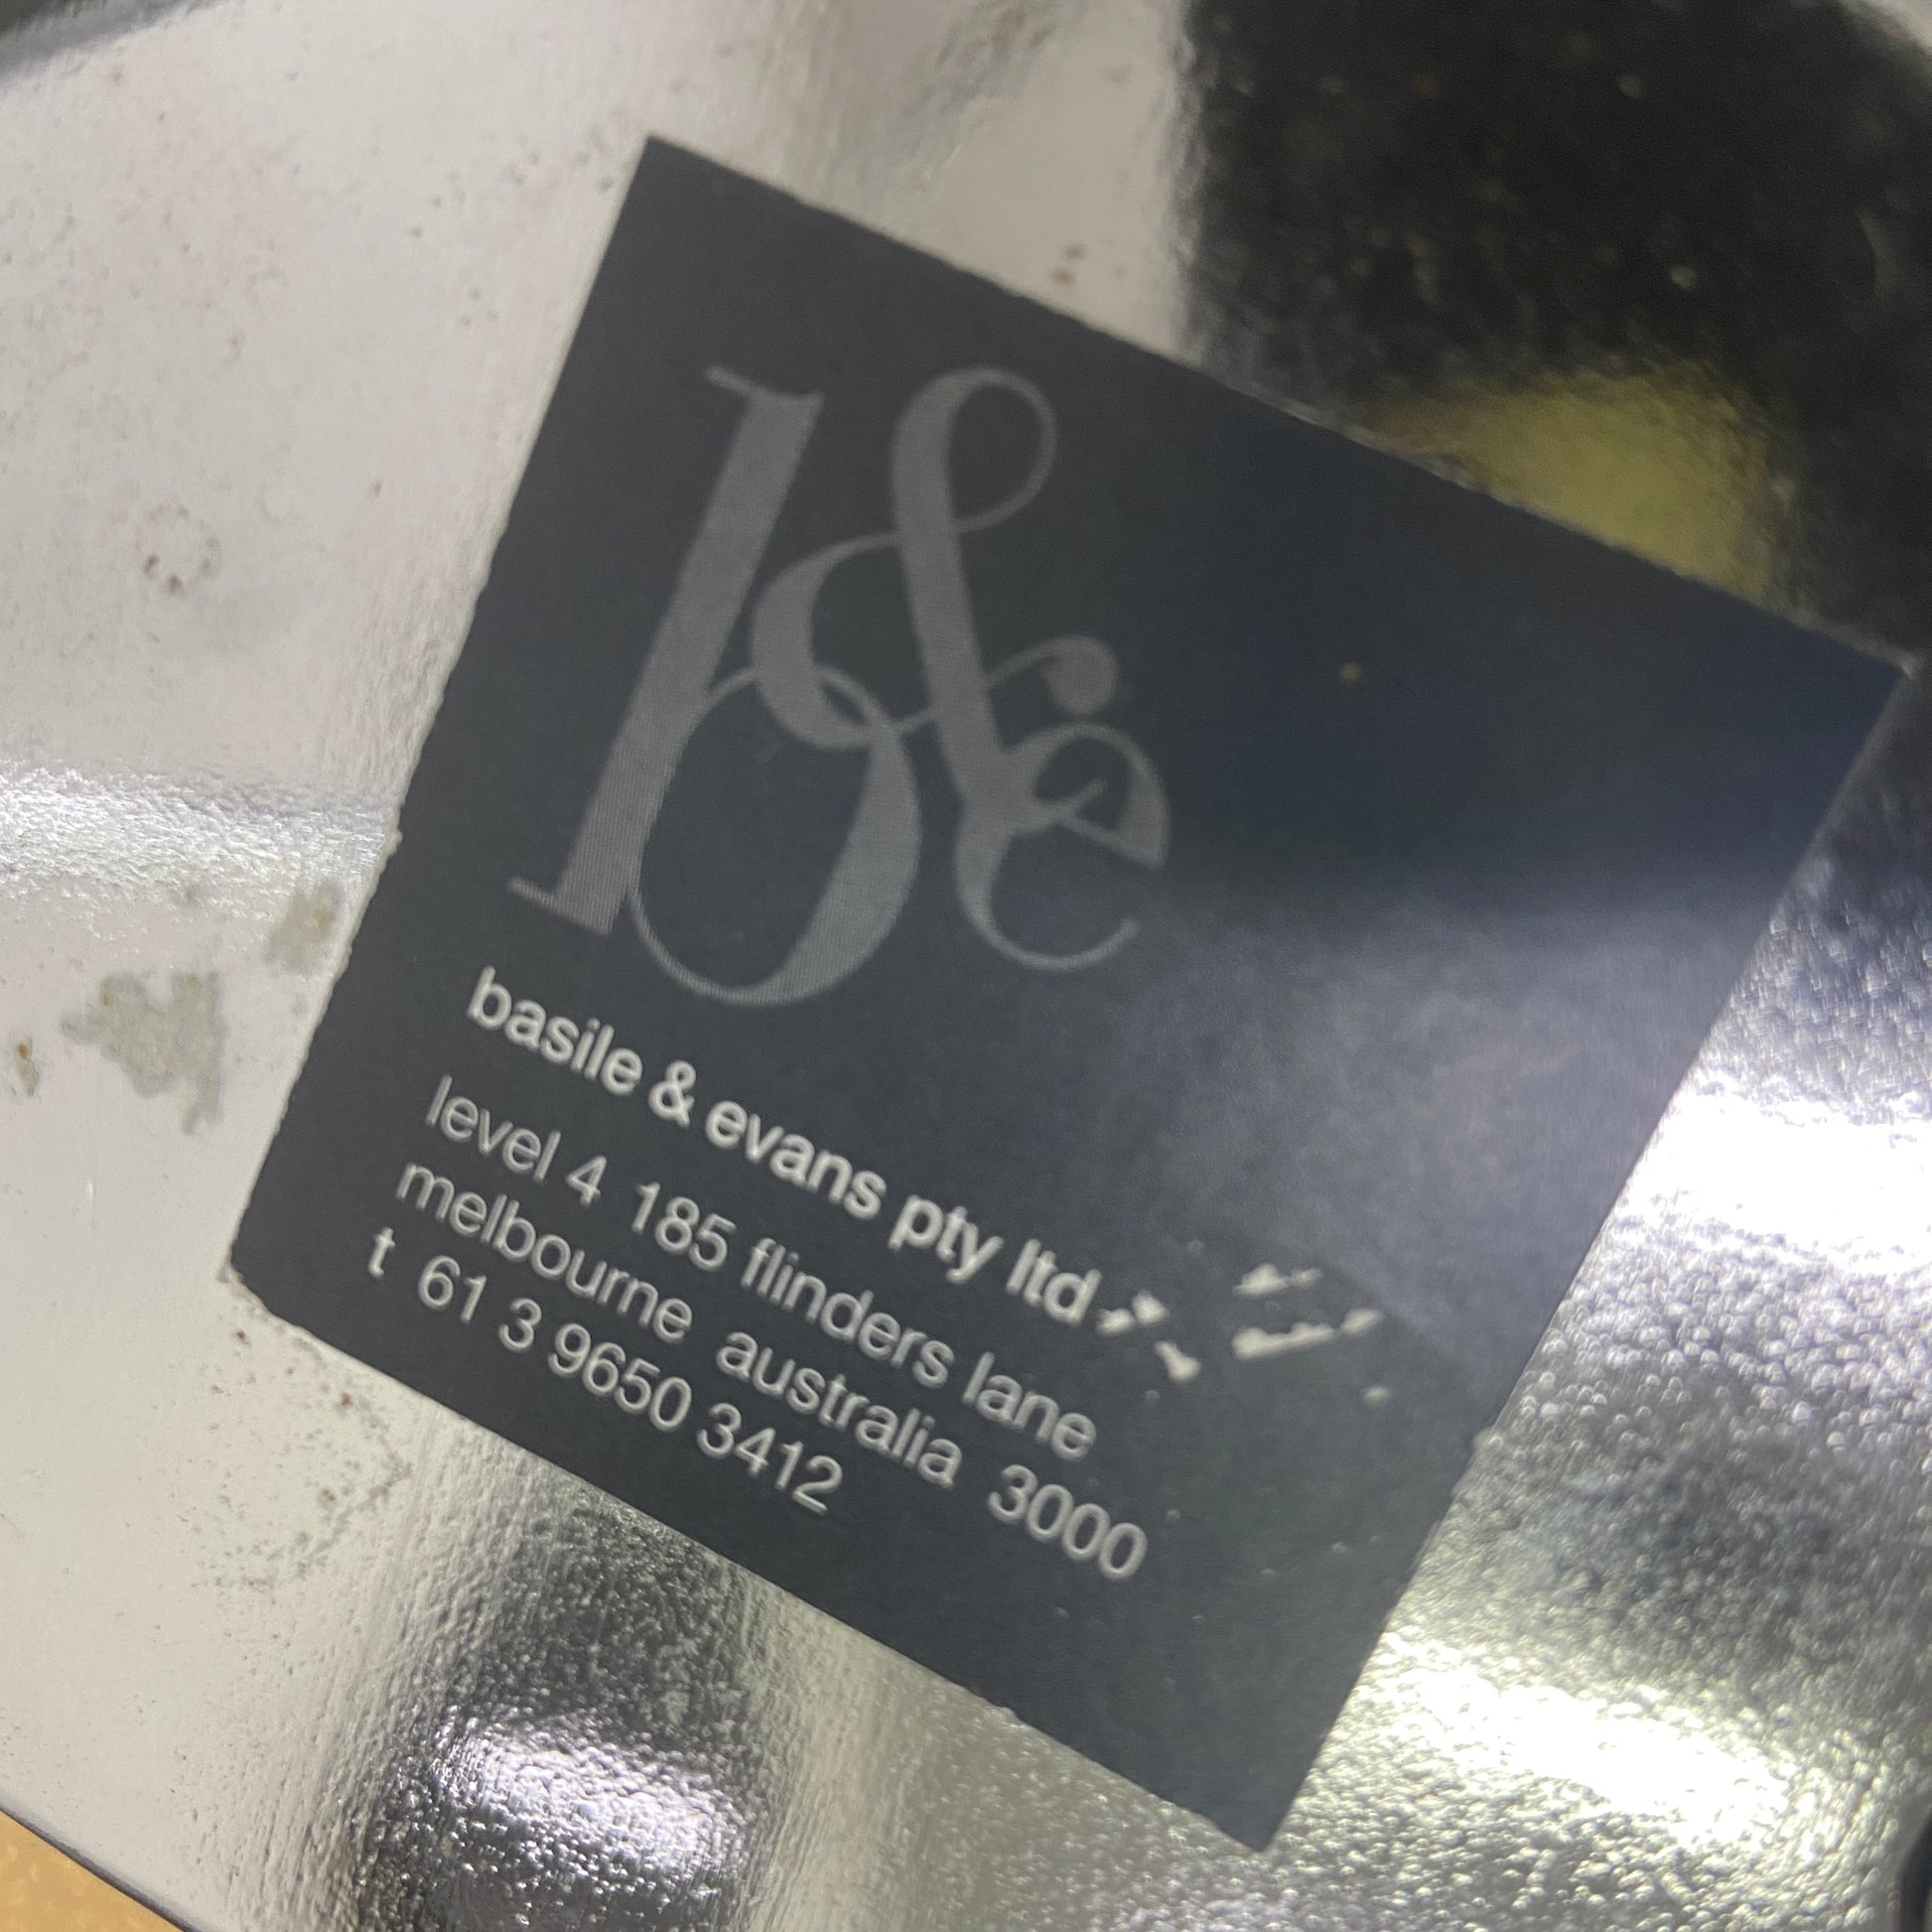 b&e
basile & evans pty ltd
level 4 185 flinders lane
melbourne australia 3000
t 61 3 9650 3412